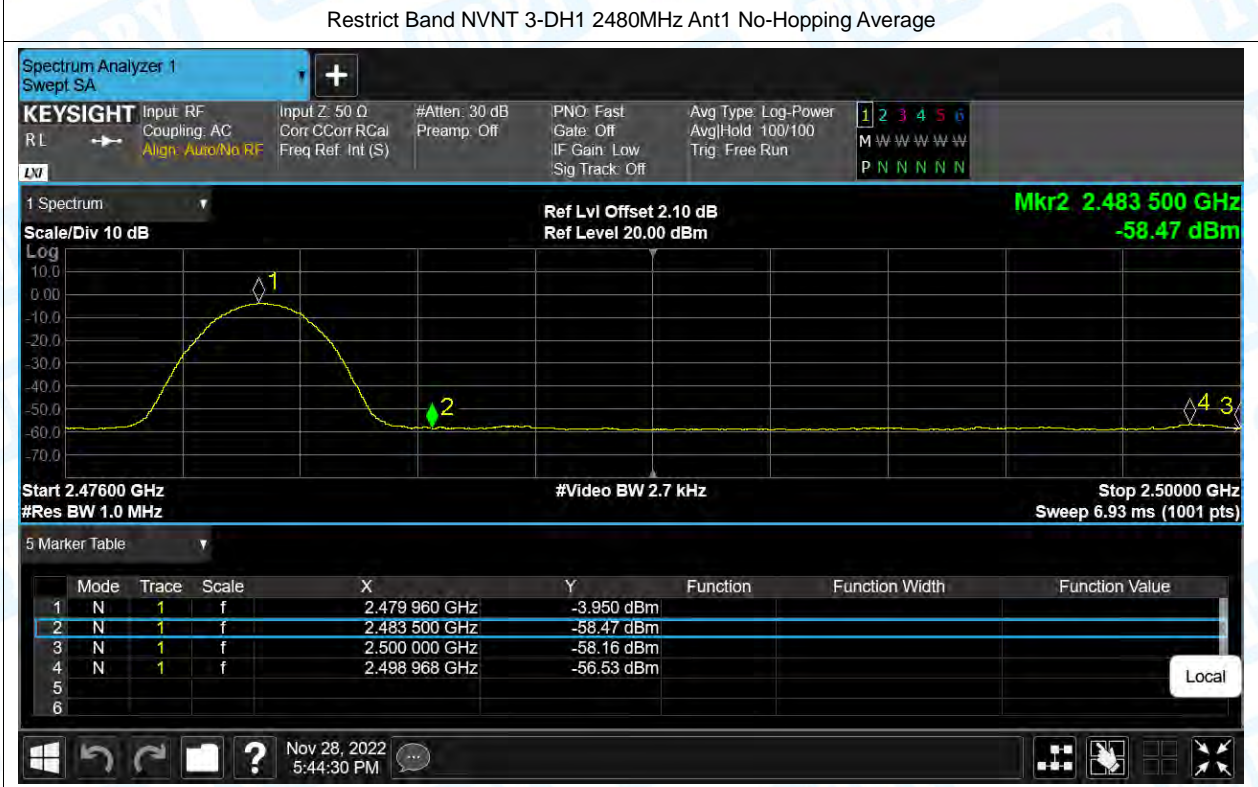 Restrict Band NVNT 3-DH1 2480MHz Ant1 No-Hopping Average
Spectrum Analyzer 1
Swept SA
KEYSIGHT Input: RF Input Z: 50 Ω #Atten: 30 dB PNO: Fast Avg Type: Log-Power 1 2 3 4 5 6
R L Coupling: AC Corr CCorr RCal Preamp: Off Gate: Off Avg|Hold: 100/100 M W W W W W
Align: Auto/No RF Freq Ref: Int (S) IF Gain: Low Trig: Free Run
LXI Sig Track: Off P N N N N N
1 Spectrum Ref Lvl Offset 2.10 dB Mkr2 2.483 500 GHz
Scale/Div 10 dB Ref Level 20.00 dBm -58.47 dBm
Log
10.0
0.00 1
-10.0
-20.0
-30.0
-40.0
-50.0 2 4 3
-60.0
-70.0
Start 2.47600 GHz #Video BW 2.7 kHz Stop 2.50000 GHz
#Res BW 1.0 MHz Sweep 6.93 ms (1001 pts)
5 Marker Table
Mode Trace Scale X Y Function Function Width Function Value
1 N 1 f 2.479 960 GHz -3.950 dBm
2 N 1 f 2.483 500 GHz -58.47 dBm
3 N 1 f 2.500 000 GHz -58.16 dBm
4 N 1 f 2.498 968 GHz -56.53 dBm
5
6
Local
? Nov 28, 2022
5:44:30 PM